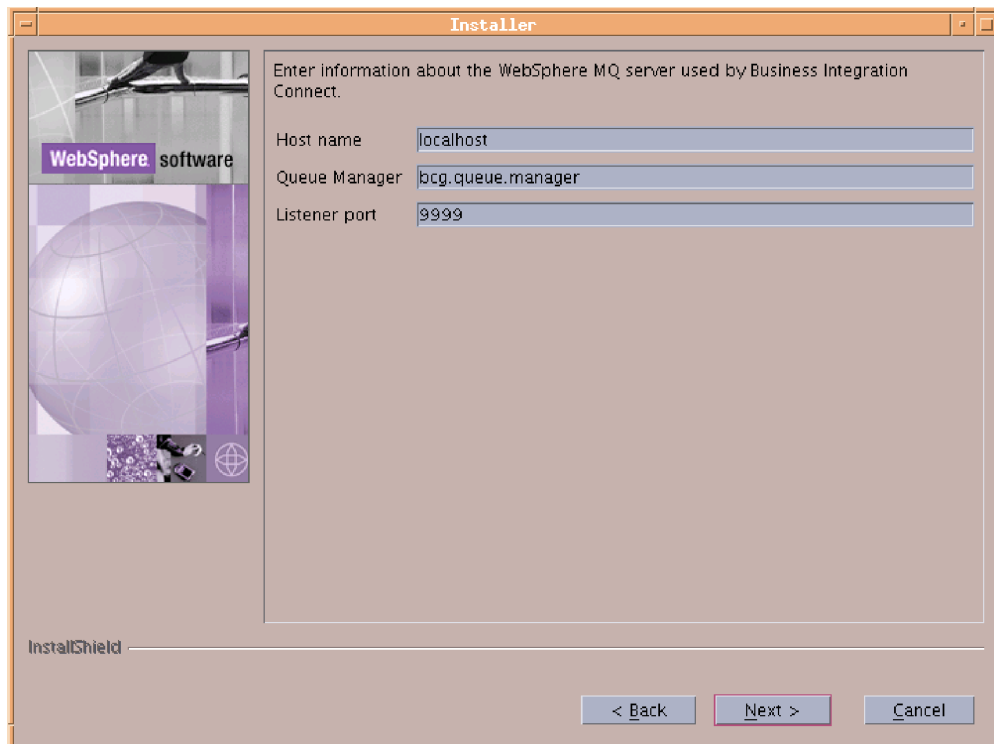 Installer
Enter information about the WebSphere MQ server used by Business Integration
Connect.
WebSphere software
Host name localhost
Queue Manager bcg.queue.manager
Listener port 9999
InstallShield
< Back Next > Cancel